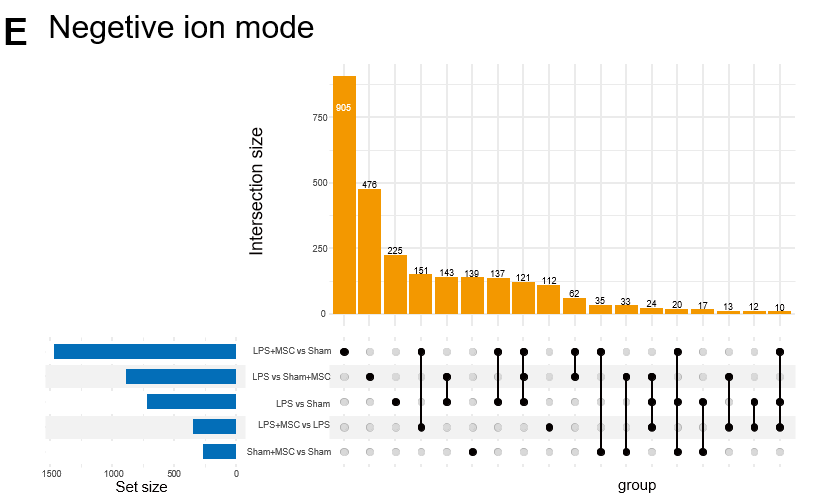 E Negetive ion mode
Intersection size
750
500
250
0
905
476
225
151
143
139
137
121
112
62
35
33
24
20
17
13
12
10
LPS+MSC vs Sham
LPS vs Sham+MSC
LPS vs Sham
LPS+MSC vs LPS
Sham+MSC vs Sham
1500 1000 500 0
Set size
group